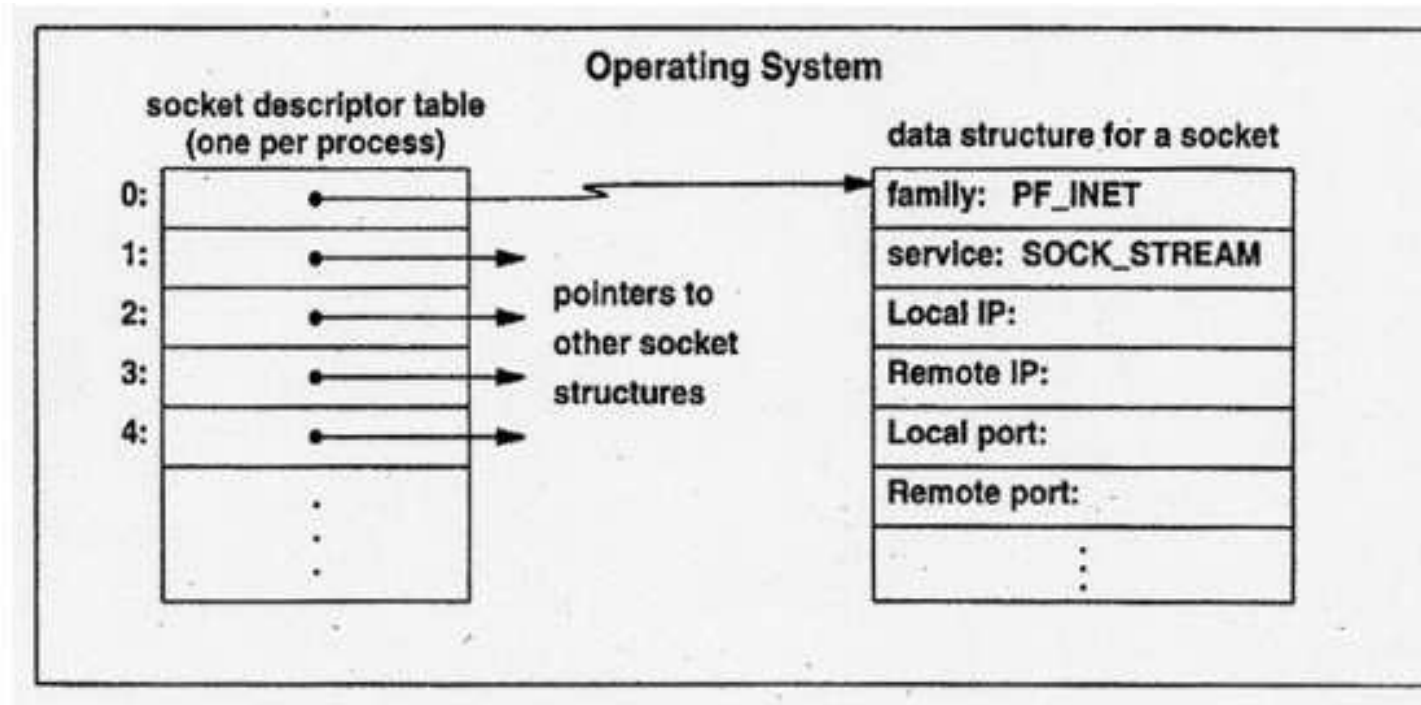 Operating System
socket descriptor table
(one per process)
0:
1:
2:
3:
4:
pointers to
other socket
structures
data structure for a socket
family: PF_INET
service: SOCK_STREAM
Local IP:
Remote IP:
Local port:
Remote port: